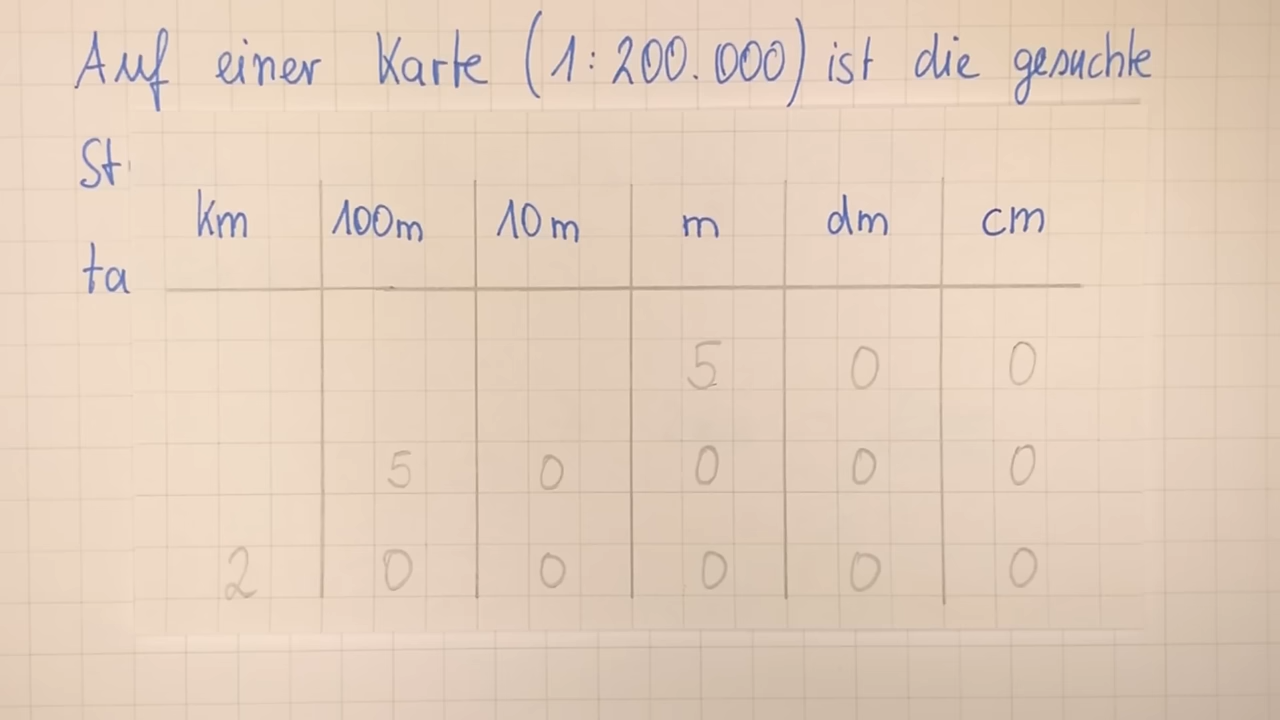 Auf einer Karte (1:200.000) ist die gesuchte
St
ta
km 100m 10m m dm cm
5 0 0
5 0 0 0 0
2 0 0 0 0 0